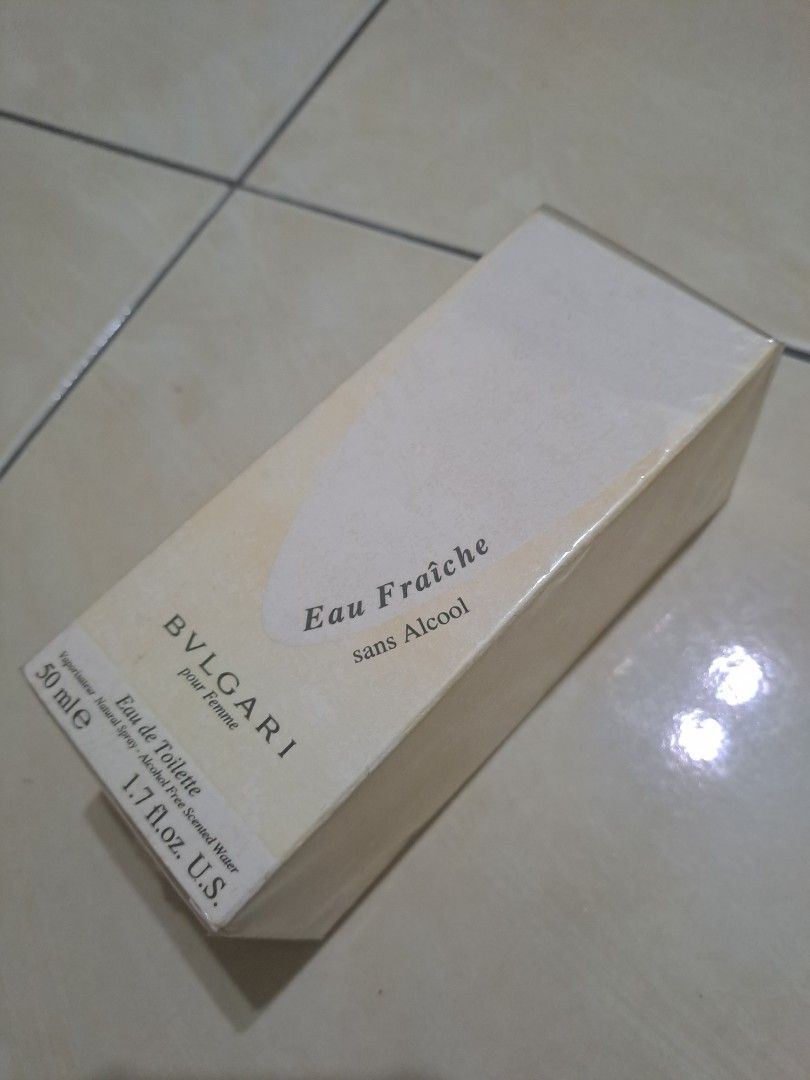 Eau Fraîche
sans Alcool
BVLGARI
pour Femme
Eau de Toilette
Vaporisateur Natural Spray - Alcohol Free Scented Water
50 ml e 1.7 fl.oz. U.S.